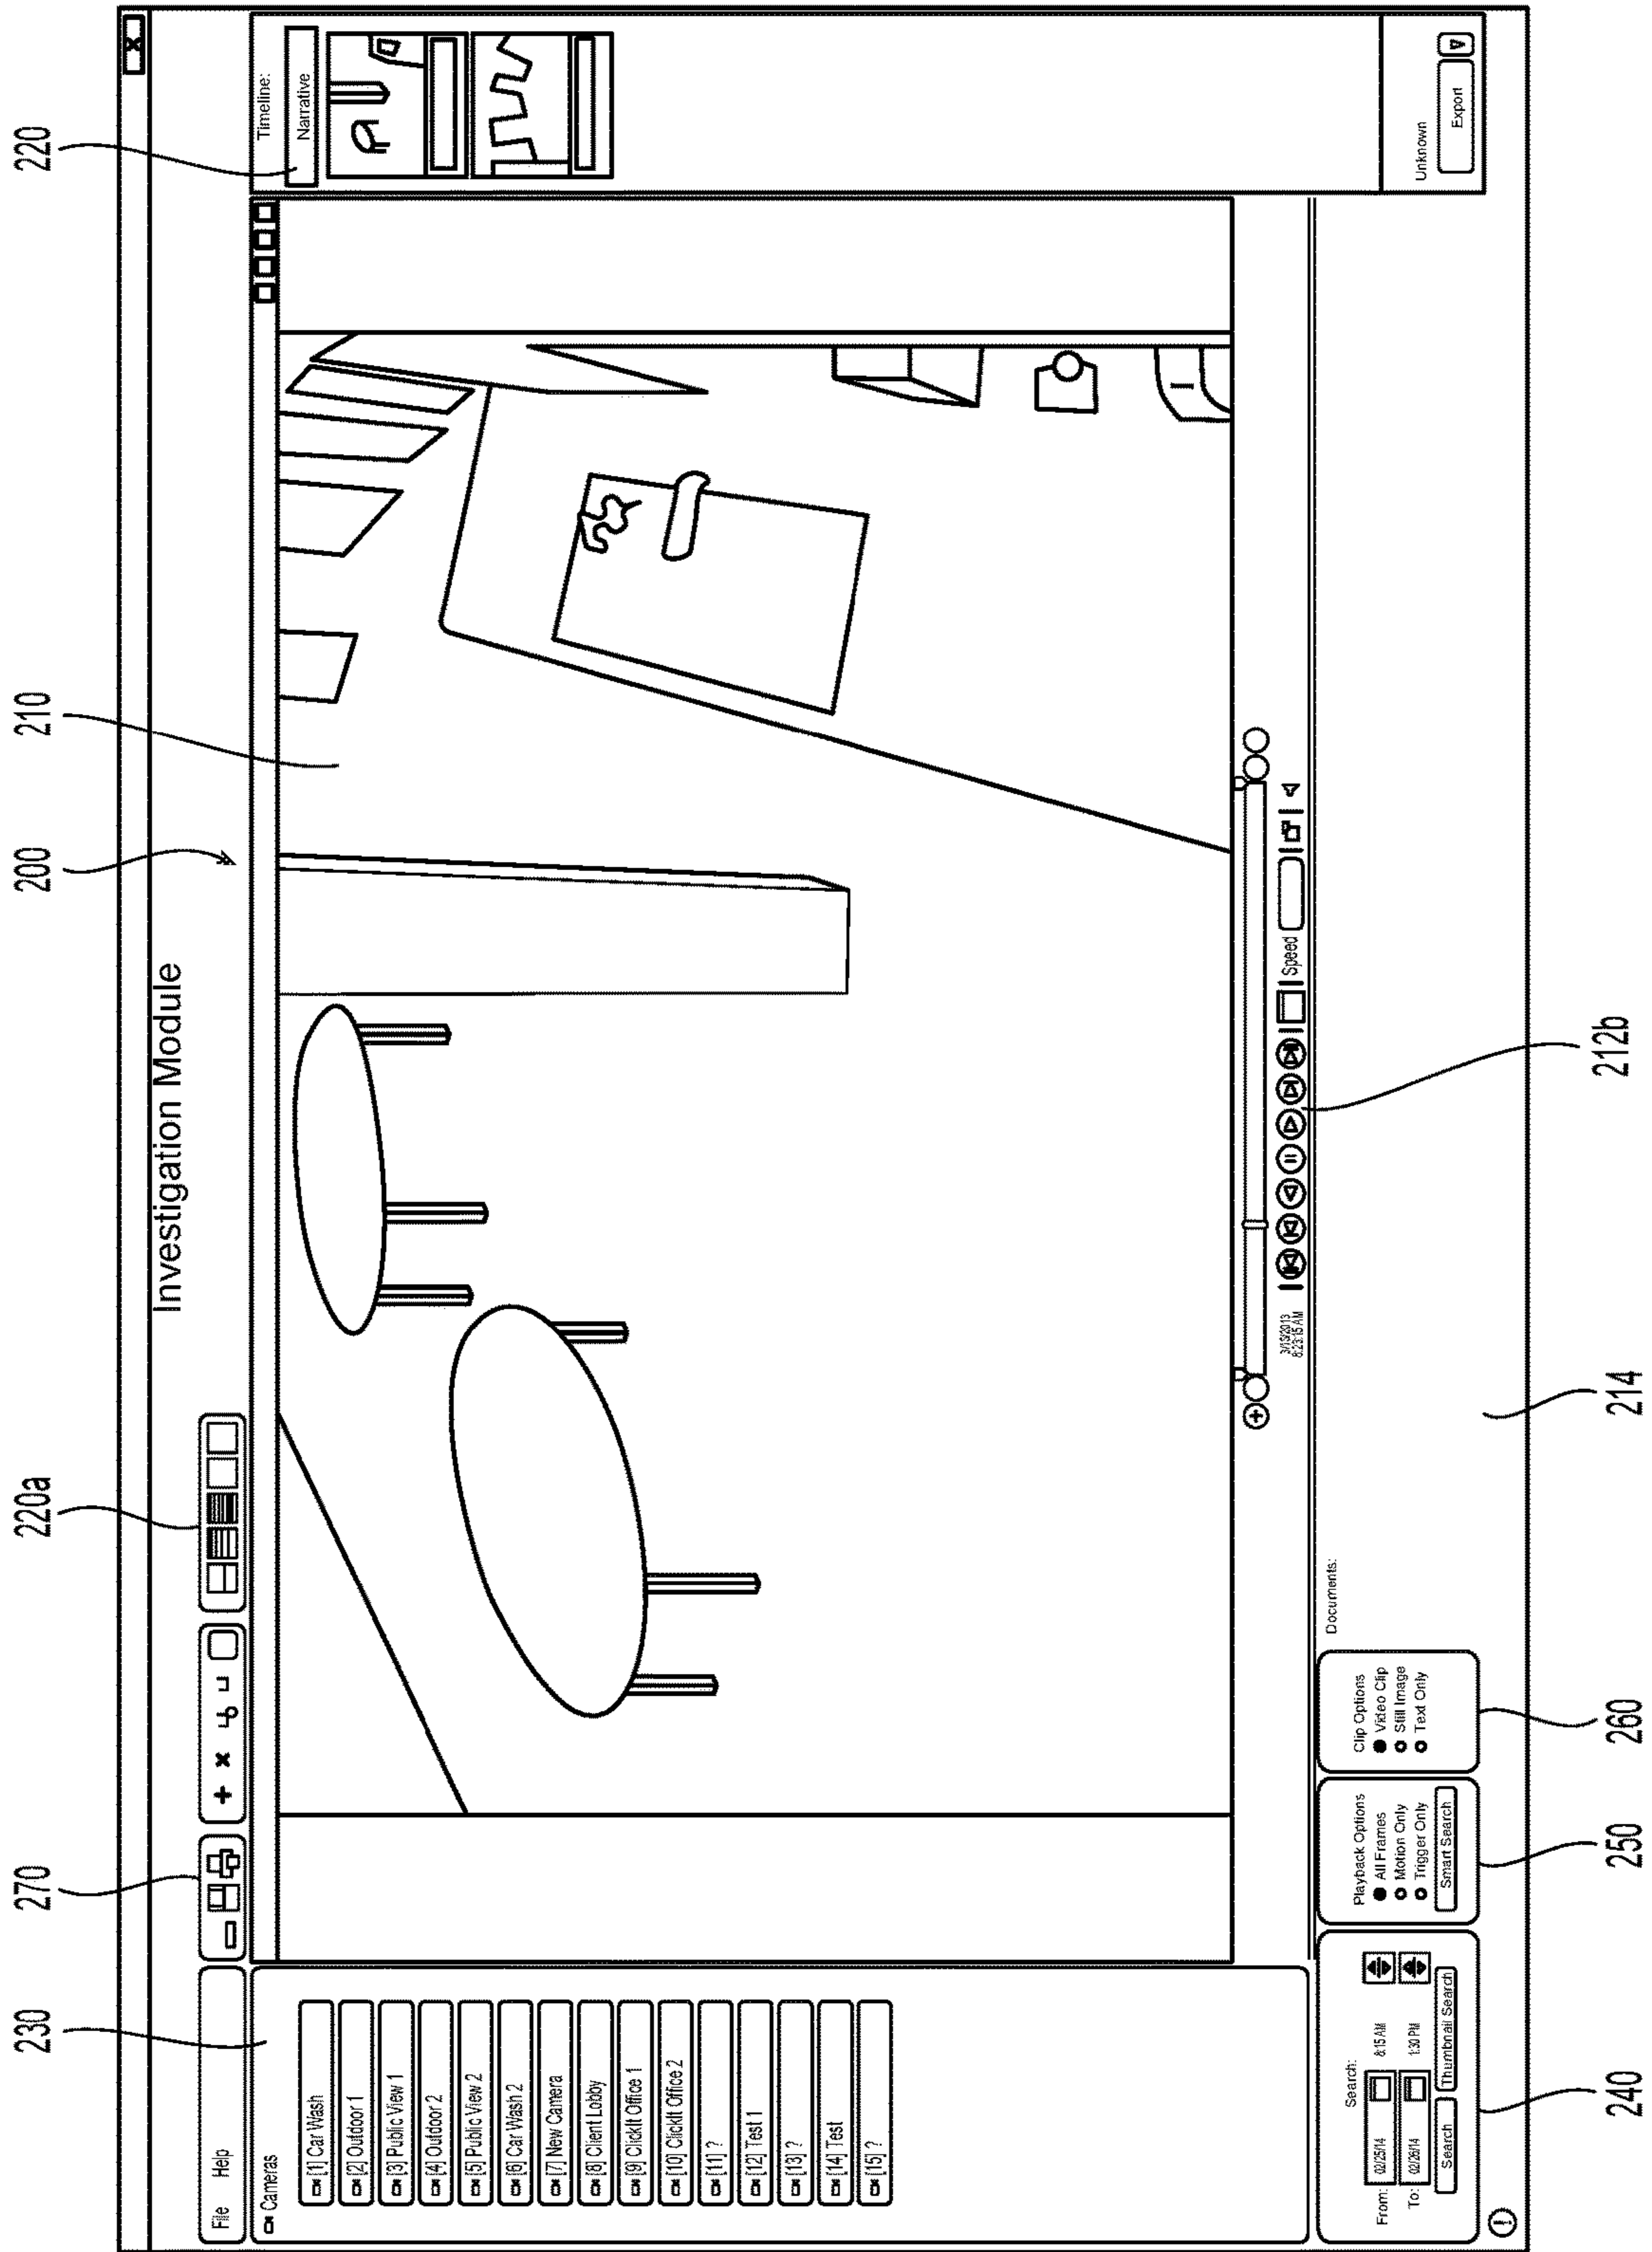 200
210
220
220a
270
230
Investigation Module
X
File Help
Cameras
[1] Car Wash
[2] Outdoor 1
[3] Public View 1
[4] Outdoor 2
[5] Public View 2
[6] Car Wash 2
[7] New Camera
[8] Client Lobby
[9] ClickIt Office 1
[10] ClickIt Office 2
[11] ?
[12] Test 1
[13] ?
[14] Test
[15] ?
Timeline:
Narrative
Unknown
Export
8:23:15 AM
Speed
Search:
From: 02/25/14 8:15 AM
To: 02/26/14 1:30 PM
Search Thumbnail Search
Playback Options
All Frames
Motion Only
Trigger Only
Smart Search
Clip Options
Video Clip
Still Image
Text Only
Documents:
240
250
260
214
212b